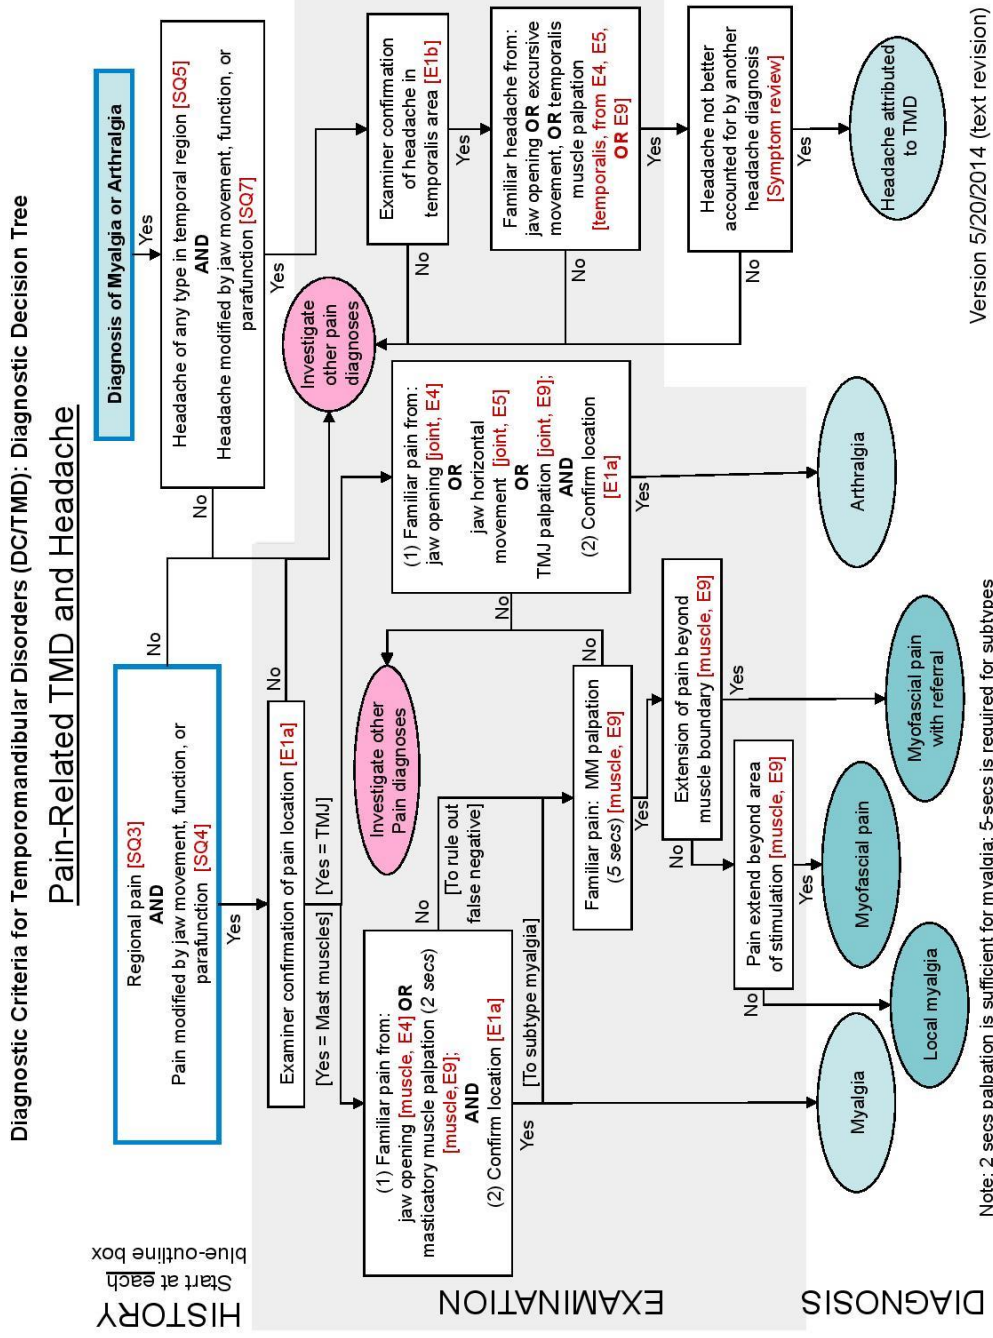 Diagnostic Criteria for Temporomandibular Disorders (DC/TMD): Diagnostic Decision Tree
Pain-Related TMD and Headache
HISTORY
Start at each
blue-outline box
Regional pain [SQ3]
AND
Pain modified by jaw movement, function, or
parafunction [SQ4]
No
Yes
Diagnosis of Myalgia or Arthralgia
Yes
Headache of any type in temporal region [SQ5]
AND
Headache modified by jaw movement, function, or
parafunction [SQ7]
No
Yes
EXAMINATION
Examiner confirmation of pain location [E1a]
No
[Yes = Mast muscles]
[Yes = TMJ]
Investigate
other pain
diagnoses
Examiner confirmation
of headache in
temporalis area [E1b]
No
Yes
(1) Familiar pain from:
jaw opening [muscle, E4] OR
masticatory muscle palpation (2 secs)
[muscle,E9];
AND
(2) Confirm location [E1a]
No
Yes
[To rule out
false negative]
[To subtype myalgia]
Investigate other
Pain diagnoses
(1) Familiar pain from:
jaw opening [joint, E4]
OR
jaw horizontal
movement [joint, E5]
OR
TMJ palpation [joint, E9];
AND
(2) Confirm location
[E1a]
No
Yes
Familiar headache from:
jaw opening OR excursive
movement, OR temporalis
muscle palpation
[temporalis, from E4, E5,
OR E9]
No
Yes
Familiar pain: MM palpation
(5 secs) [muscle, E9]
No
Yes
Extension of pain beyond
muscle boundary [muscle, E9]
No
Yes
Headache not better
accounted for by another
headache diagnosis
[Symptom review]
No
Yes
Pain extend beyond area
of stimulation [muscle, E9]
No
Yes
DIAGNOSIS
Myalgia
Local myalgia
Myofascial pain
Myofascial pain
with referral
Arthralgia
Headache attributed
to TMD
Note: 2 secs palpation is sufficient for myalgia; 5-secs is required for subtypes
Version 5/20/2014 (text revision)